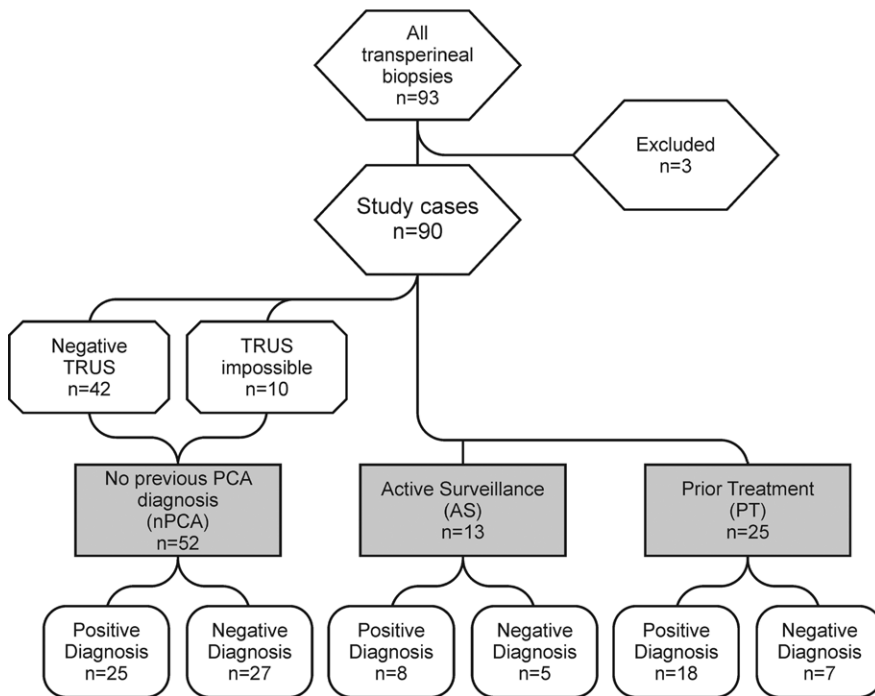 All
transperineal
biopsies
n=93
Excluded
n=3
Study cases
n=90
Negative
TRUS
n=42
TRUS
impossible
n=10
No previous PCA
diagnosis
(nPCA)
n=52
Active Surveillance
(AS)
n=13
Prior Treatment
(PT)
n=25
Positive
Diagnosis
n=25
Negative
Diagnosis
n=27
Positive
Diagnosis
n=8
Negative
Diagnosis
n=5
Positive
Diagnosis
n=18
Negative
Diagnosis
n=7